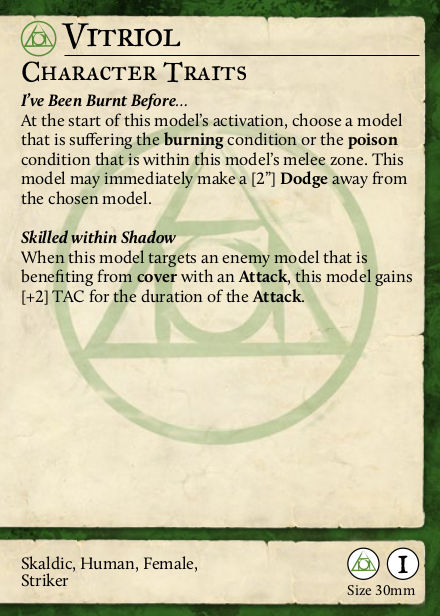 Vitriol
Character Traits
I've Been Burnt Before...
At the start of this model's activation, choose a model
that is suffering the burning condition or the poison
condition that is within this model's melee zone. This
model may immediately make a [2"] Dodge away from
the chosen model.
Skilled within Shadow
When this model targets an enemy model that is
benefiting from cover with an Attack, this model gains
[+2] TAC for the duration of the Attack.
Skaldic, Human, Female,
Striker
I
Size 30mm